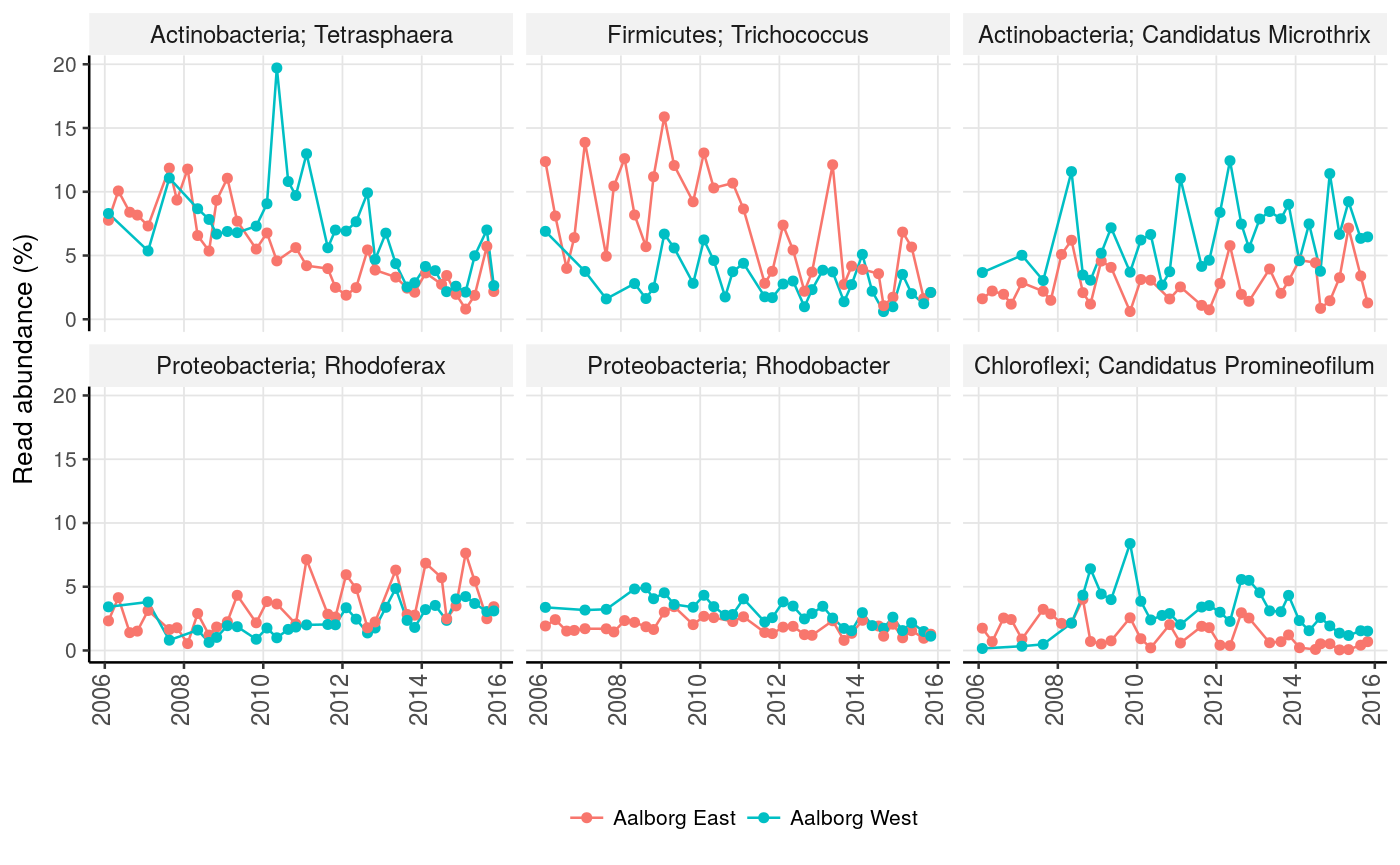 Actinobacteria; Tetrasphaera
Firmicutes; Trichococcus
Actinobacteria; Candidatus Microthrix
20
15
10
5
0
Proteobacteria; Rhodoferax
Proteobacteria; Rhodobacter
Chloroflexi; Candidatus Promineofilum
20
15
10
5
0
Read abundance (%)
2006 2008 2010 2012 2014 2016
2006 2008 2010 2012 2014 2016
2006 2008 2010 2012 2014 2016
Aalborg East Aalborg West